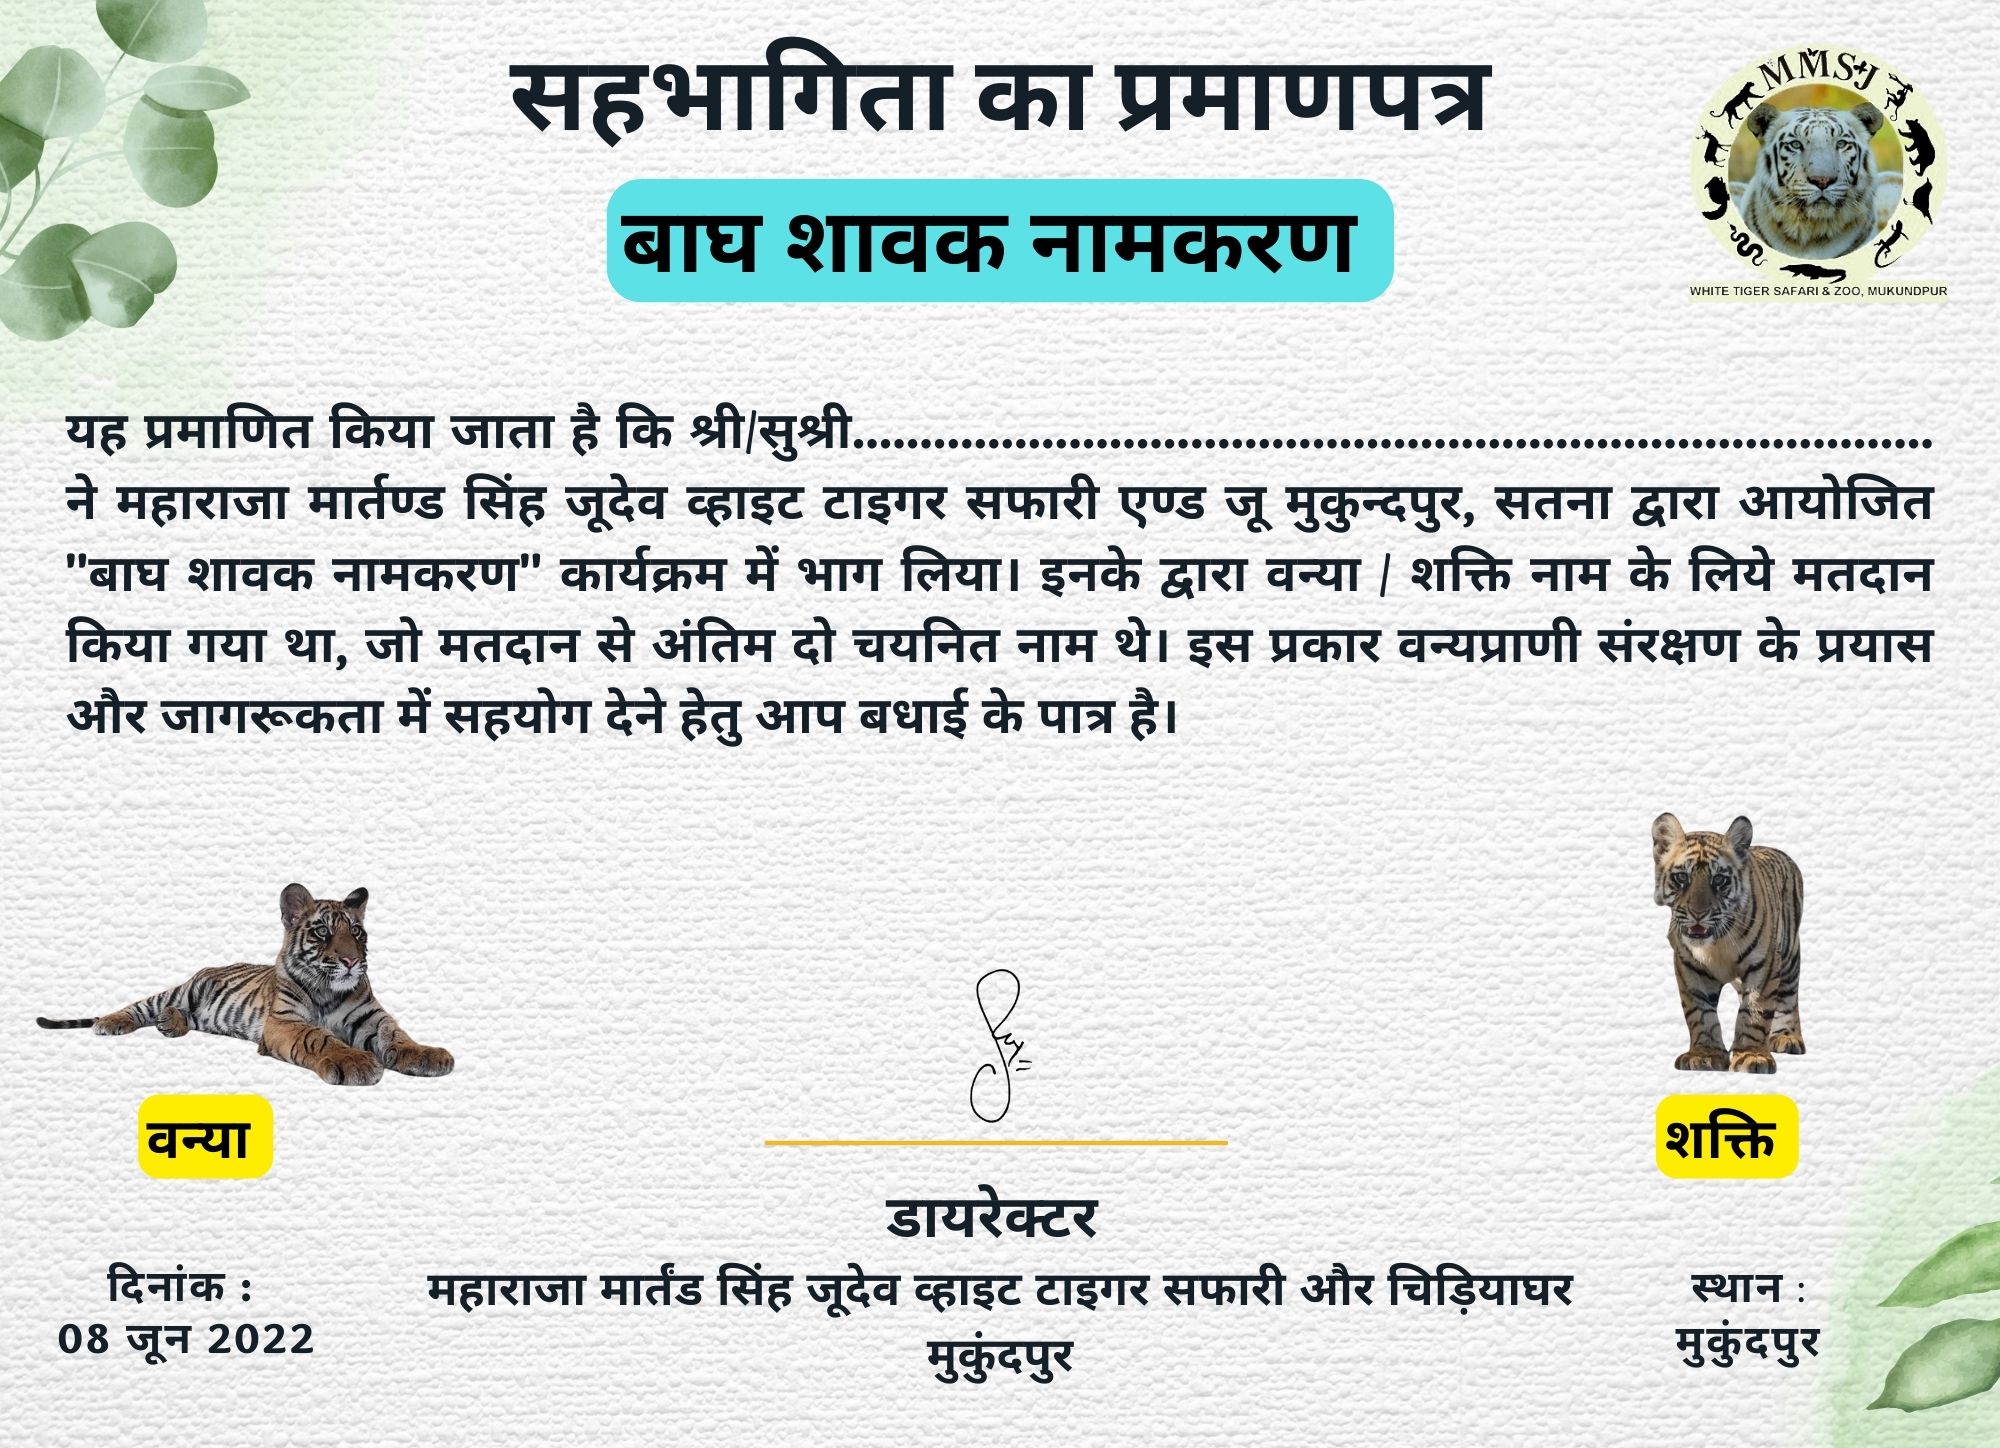 सहभागिता का प्रमाणपत्र
बाघ शावक नामकरण
MMSJ
WHITE TIGER SAFARI & ZOO, MUKUNDPUR
यह प्रमाणित किया जाता है कि श्री/सुश्री................................................................................
ने महाराजा मार्तण्ड सिंह जूदेव व्हाइट टाइगर सफारी एण्ड जू मुकुन्दपुर, सतना द्वारा आयोजित
"बाघ शावक नामकरण" कार्यक्रम में भाग लिया। इनके द्वारा वन्या / शक्ति नाम के लिये मतदान
किया गया था, जो मतदान से अंतिम दो चयनित नाम थे। इस प्रकार वन्यप्राणी संरक्षण के प्रयास
और जागरूकता में सहयोग देने हेतु आप बधाई के पात्र है।
वन्या
शक्ति
डायरेक्टर
महाराजा मार्तंड सिंह जूदेव व्हाइट टाइगर सफारी और चिड़ियाघर
मुकुंदपुर
दिनांक :
08 जून 2022
स्थान :
मुकुंदपुर